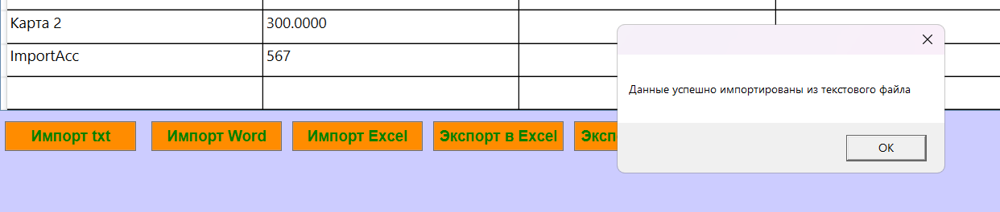 Карта 2 300.0000
ImportAcc 567
Данные успешно импортированы из текстового файла
OK
Импорт txt Импорт Word Импорт Excel Экспорт в Excel Эксп